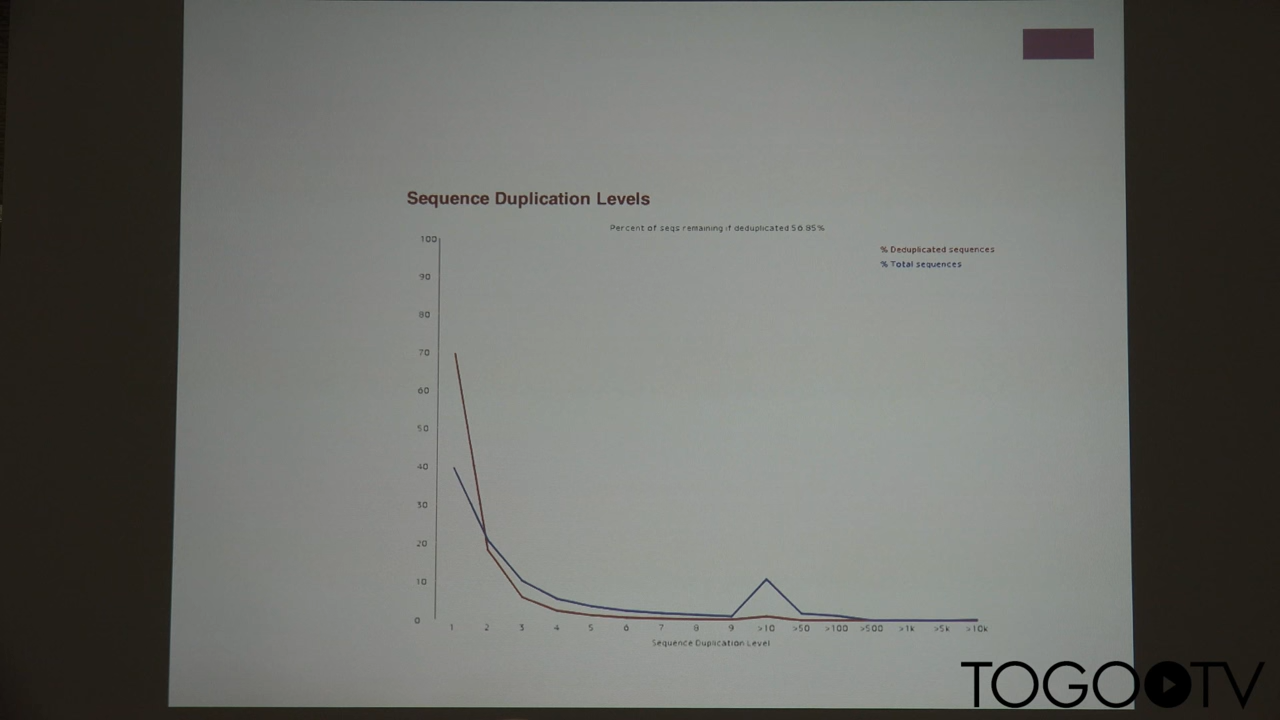 Sequence Duplication Levels
Percent of seqs remaining if deduplicated 56.85%
% Deduplicated sequences
% Total sequences
100
90
80
70
60
50
40
30
20
10
0
1 2 3 4 5 6 7 8 9 >10 >50 >100 >500 >1k >5k >10k
Sequence Duplication Level
TOGOTV